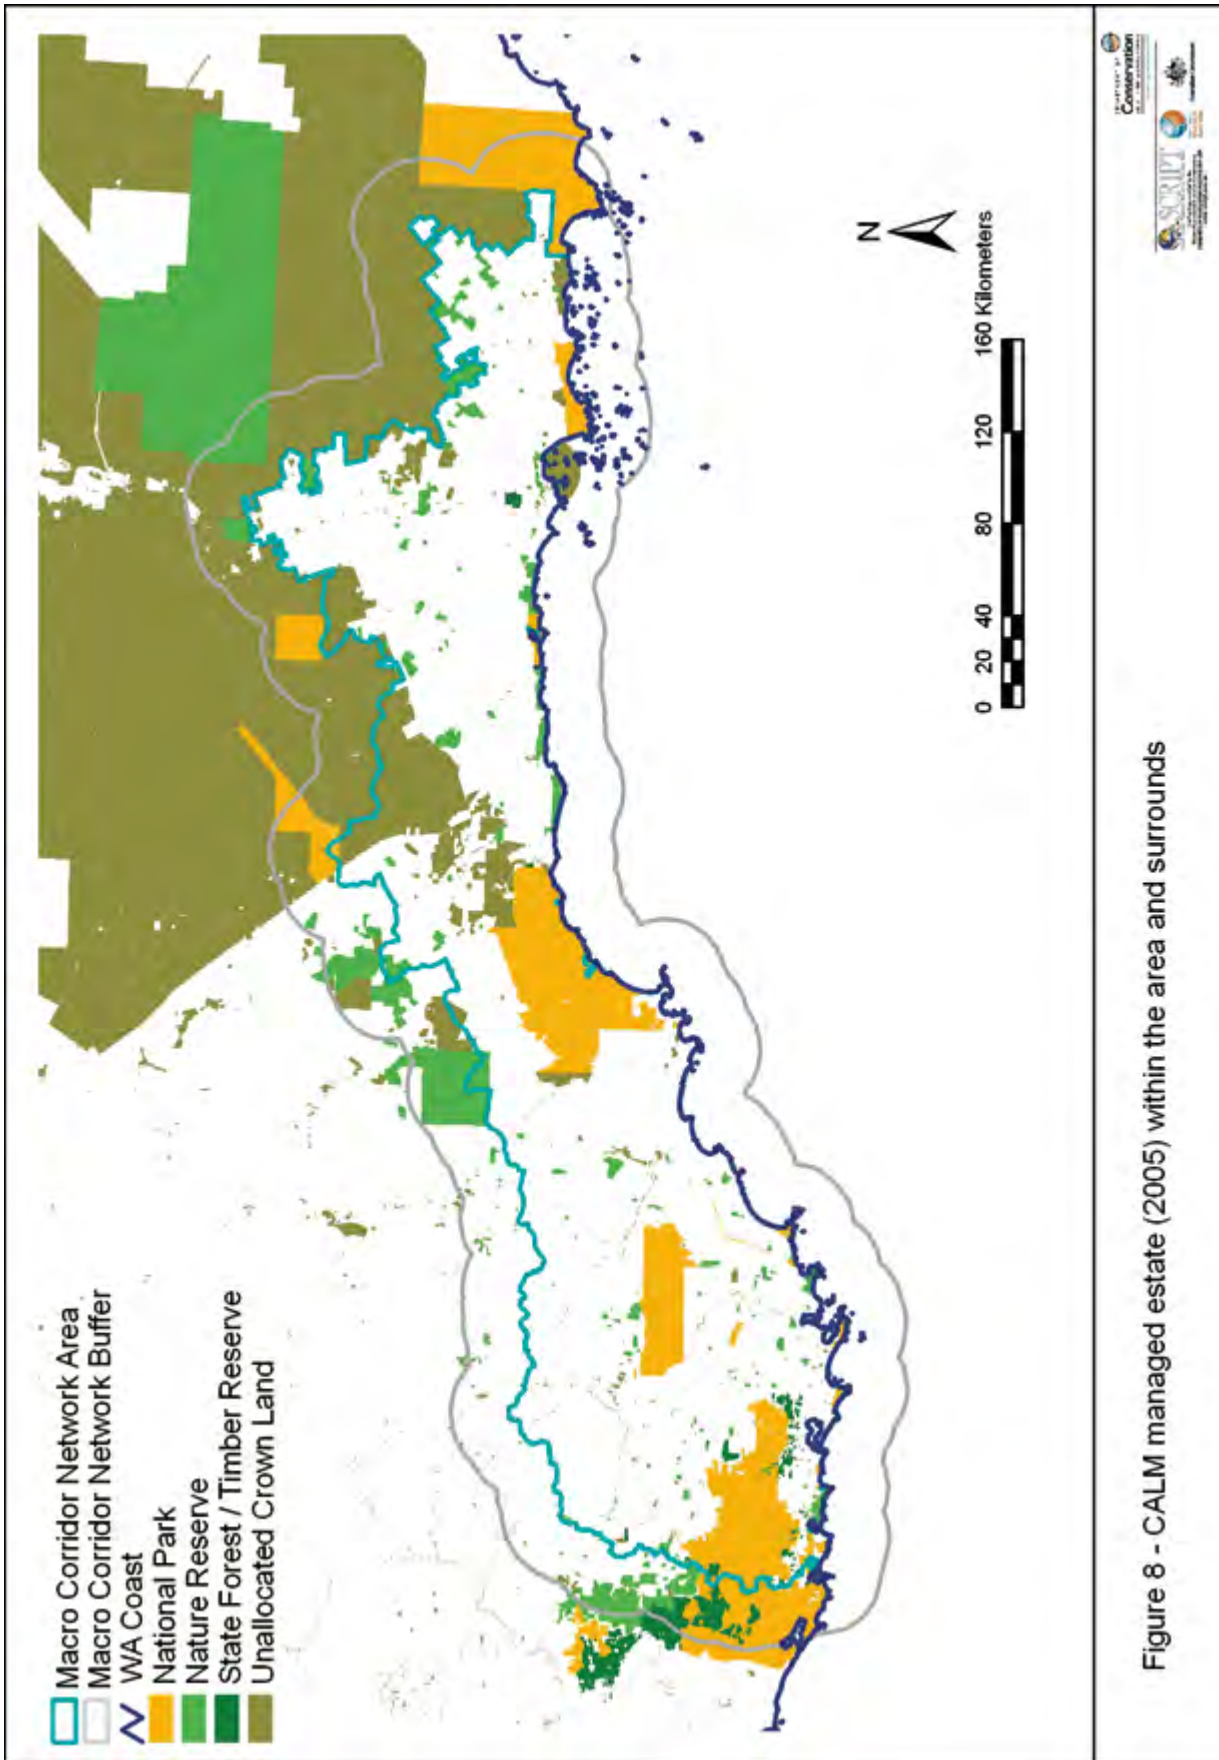 Macro Corridor Network Area
Macro Corridor Network Buffer
WA Coast
National Park
Nature Reserve
State Forest / Timber Reserve
Unallocated Crown Land
N
0 20 40 80 120 160 Kilometers
Figure 8 - CALM managed estate (2005) within the area and surrounds
SCRIPT
Conservation